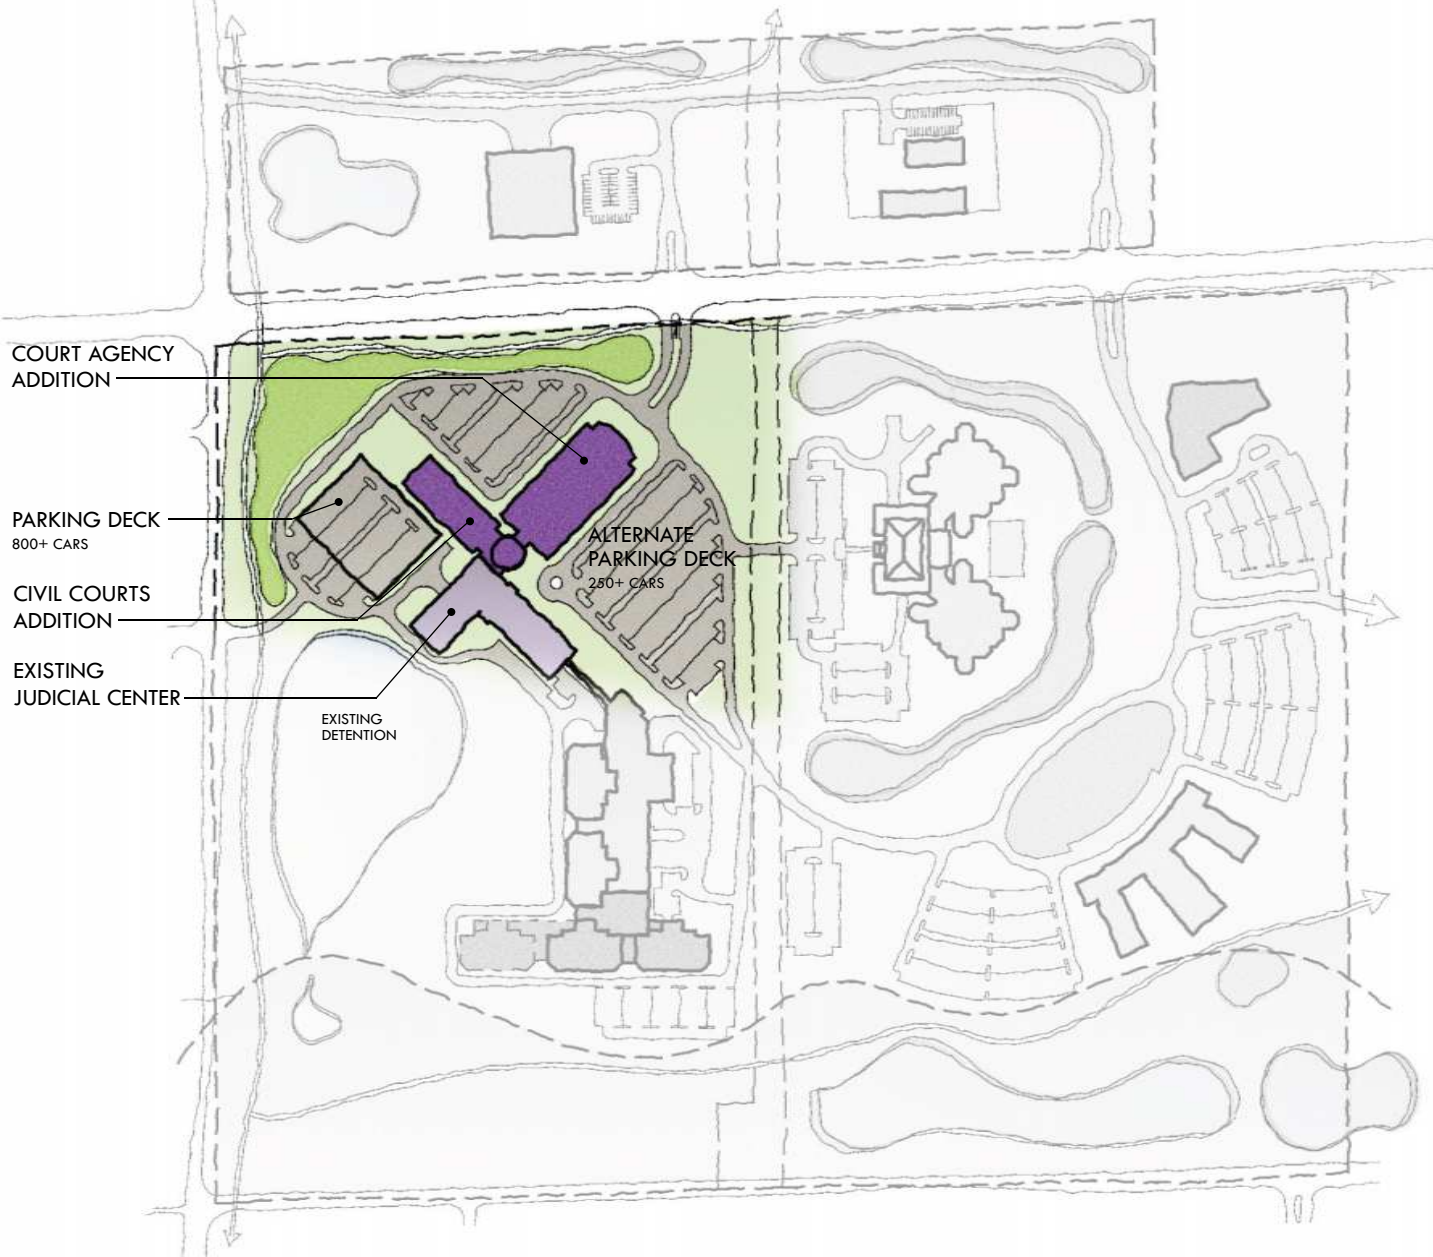 COURT AGENCY
ADDITION
PARKING DECK
800+ CARS
ALTERNATE
PARKING DECK
250+ CARS
CIVIL COURTS
ADDITION
EXISTING
JUDICIAL CENTER
EXISTING
DETENTION